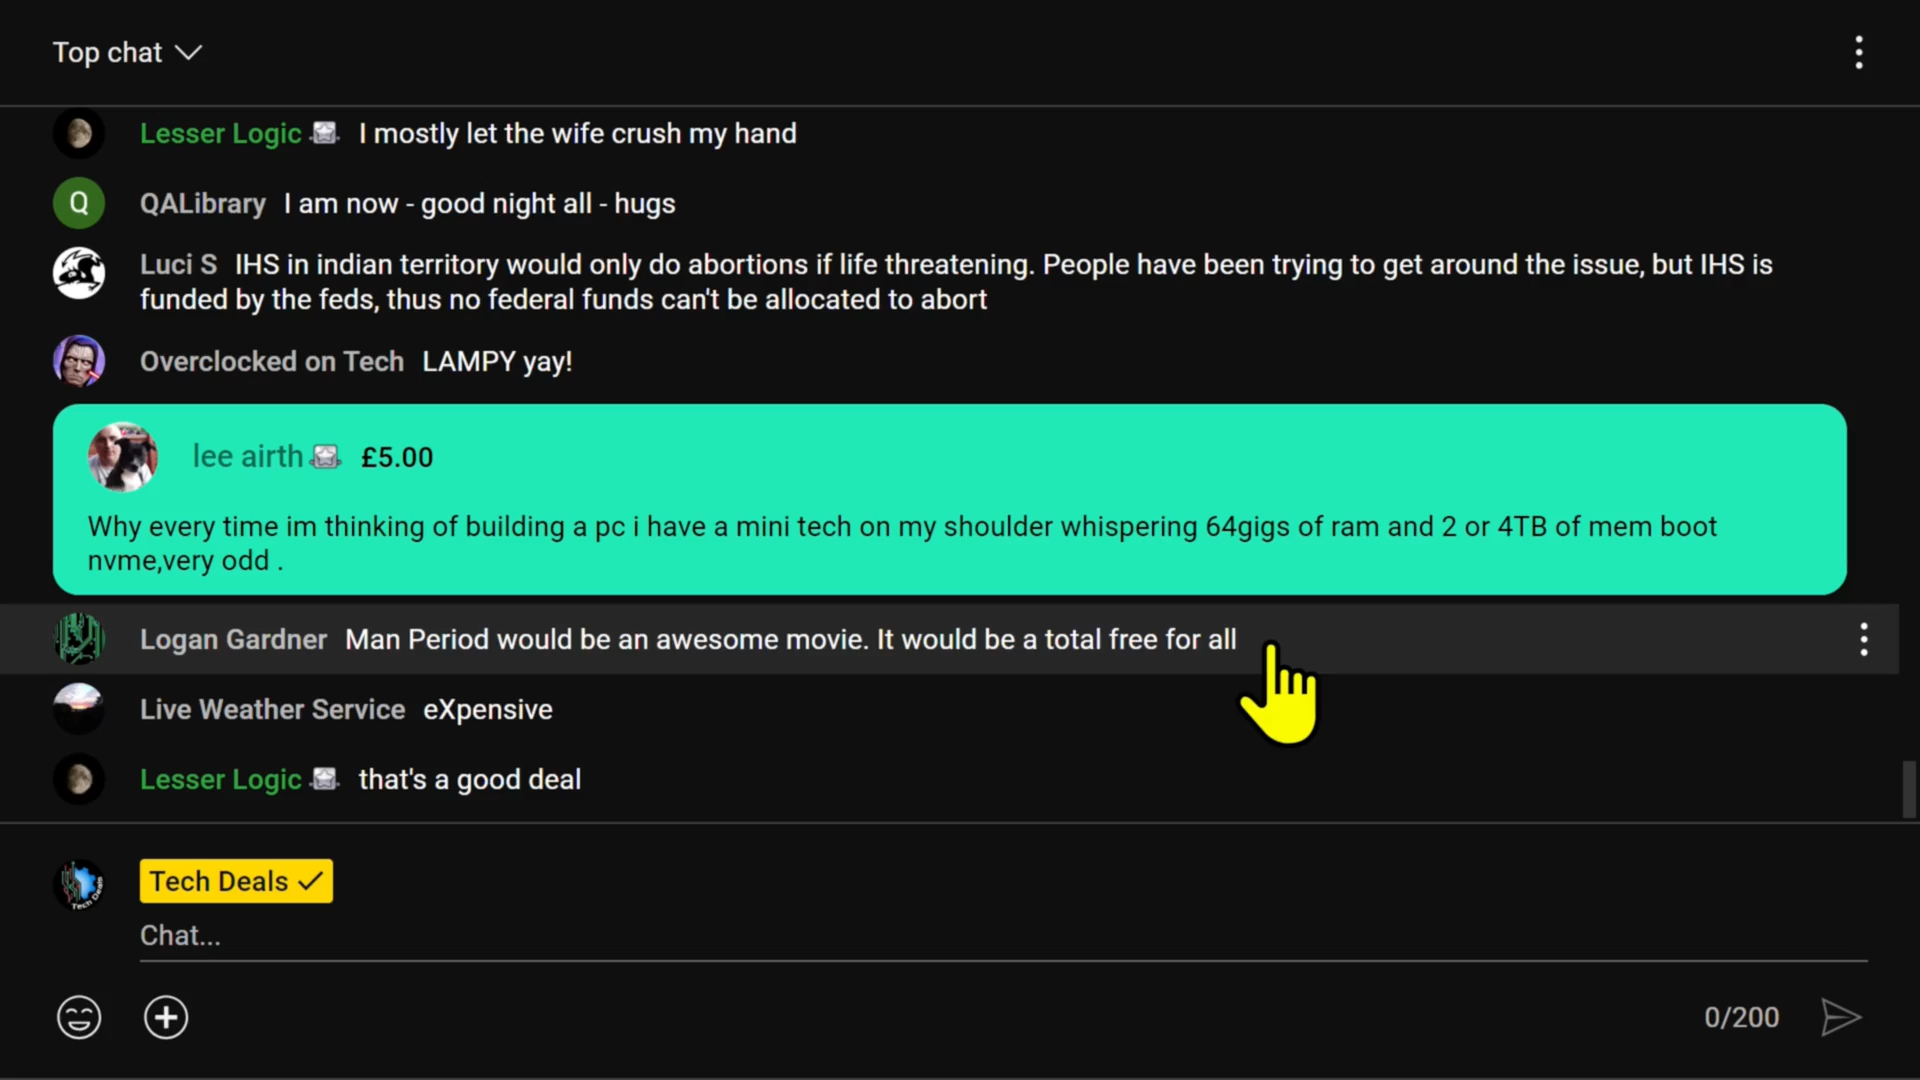 Top chat
Lesser Logic I mostly let the wife crush my hand
Q
QALibrary I am now - good night all - hugs
Luci S IHS in indian territory would only do abortions if life threatening. People have been trying to get around the issue, but IHS is
funded by the feds, thus no federal funds can't be allocated to abort
Overclocked on Tech LAMPY yay!
lee airth £5.00
Why every time im thinking of building a pc i have a mini tech on my shoulder whispering 64gigs of ram and 2 or 4TB of mem boot
nvme,very odd .
Logan Gardner Man Period would be an awesome movie. It would be a total free for all
Live Weather Service eXpensive
Lesser Logic that's a good deal
Tech Deals
Tech Deals
Chat...
0/200